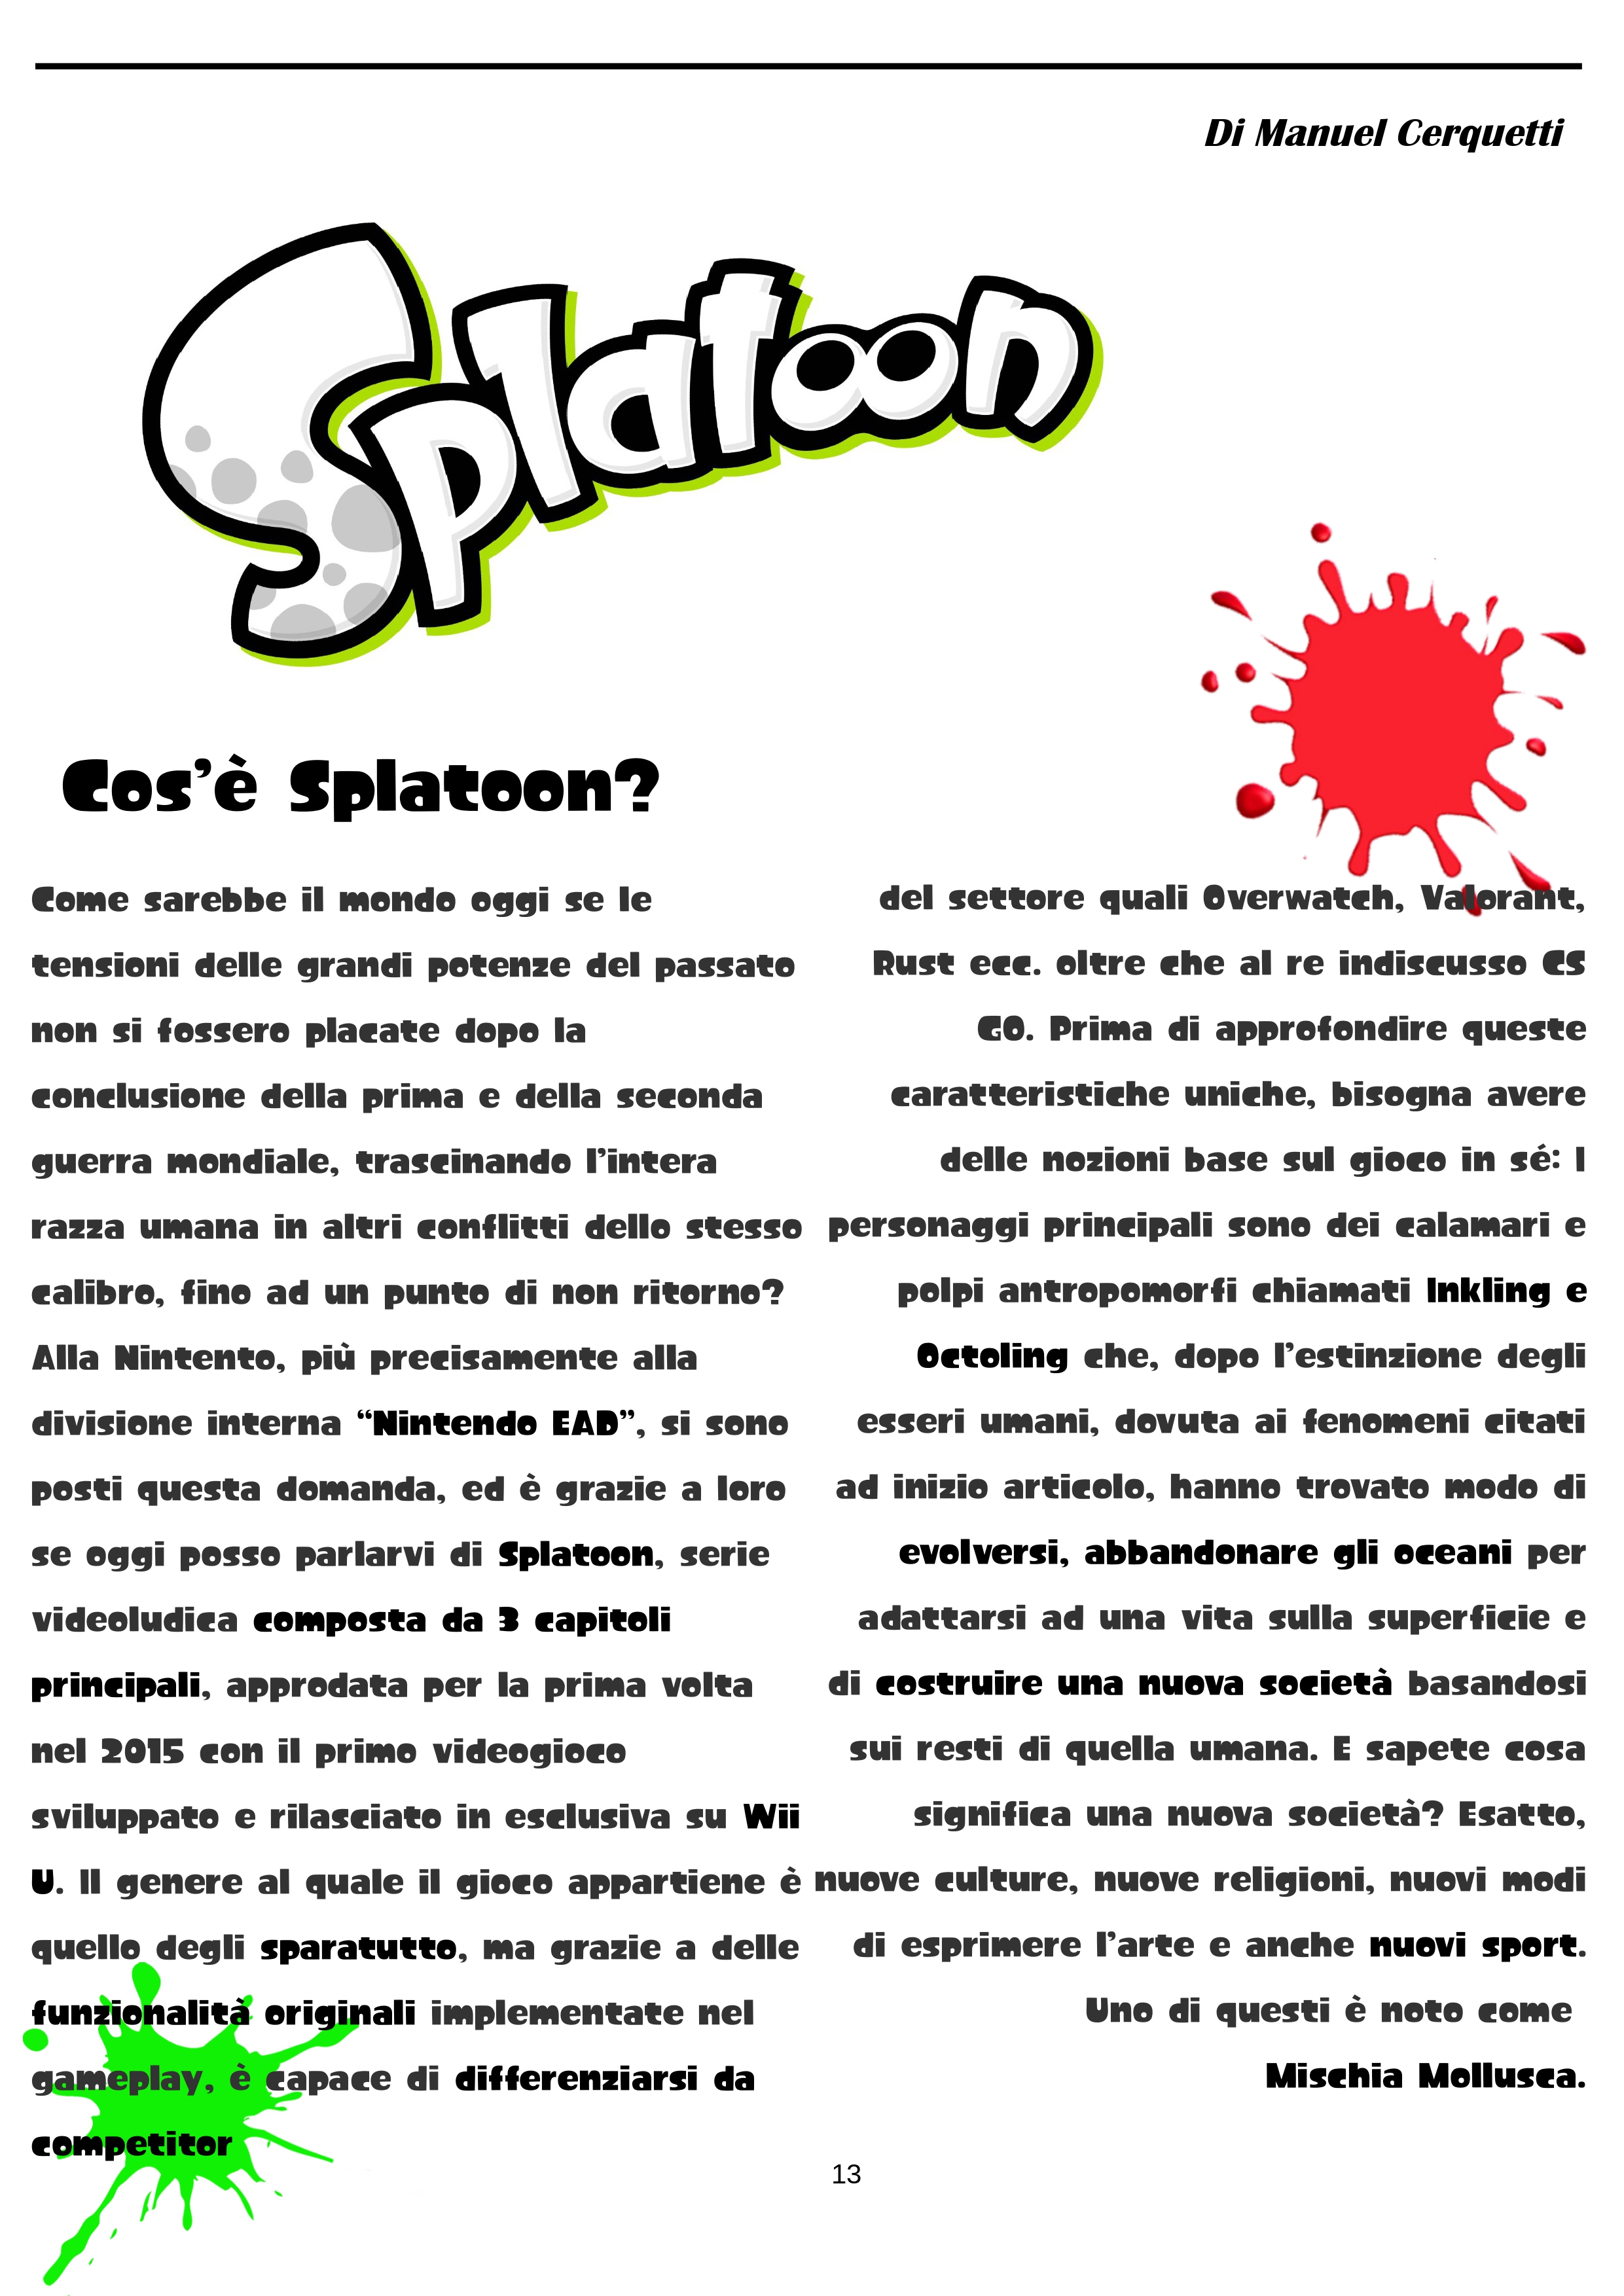 Di Manuel Cerquetti
Splatoon
Cos'è Splatoon?
Come sarebbe il mondo oggi se le
tensioni delle grandi potenze del passato
non si fossero placate dopo la
conclusione della prima e della seconda
guerra mondiale, trascinando l'intera
razza umana in altri conflitti dello stesso
calibro, fino ad un punto di non ritorno?
Alla Nintento, più precisamente alla
divisione interna “Nintendo EAD”, si sono
posti questa domanda, ed è grazie a loro
se oggi posso parlarvi di Splatoon, serie
videoludica composta da 3 capitoli
principali, approdata per la prima volta
nel 2015 con il primo videogioco
sviluppato e rilasciato in esclusiva su Wii
U. Il genere al quale il gioco appartiene è
quello degli sparatutto, ma grazie a delle
funzionalità originali implementate nel
gameplay, è capace di differenziarsi da
competitor
del settore quali Overwatch, Valorant,
Rust ecc. oltre che al re indiscusso CS
GO. Prima di approfondire queste
caratteristiche uniche, bisogna avere
delle nozioni base sul gioco in sé: I
personaggi principali sono dei calamari e
polpi antropomorfi chiamati Inkling e
Octoling che, dopo l'estinzione degli
esseri umani, dovuta ai fenomeni citati
ad inizio articolo, hanno trovato modo di
evolversi, abbandonare gli oceani per
adattarsi ad una vita sulla superficie e
di costruire una nuova società basandosi
sui resti di quella umana. E sapete cosa
significa una nuova società? Esatto,
nuove culture, nuove religioni, nuovi modi
di esprimere l'arte e anche nuovi sport.
Uno di questi è noto come
Mischia Mollusca.
13